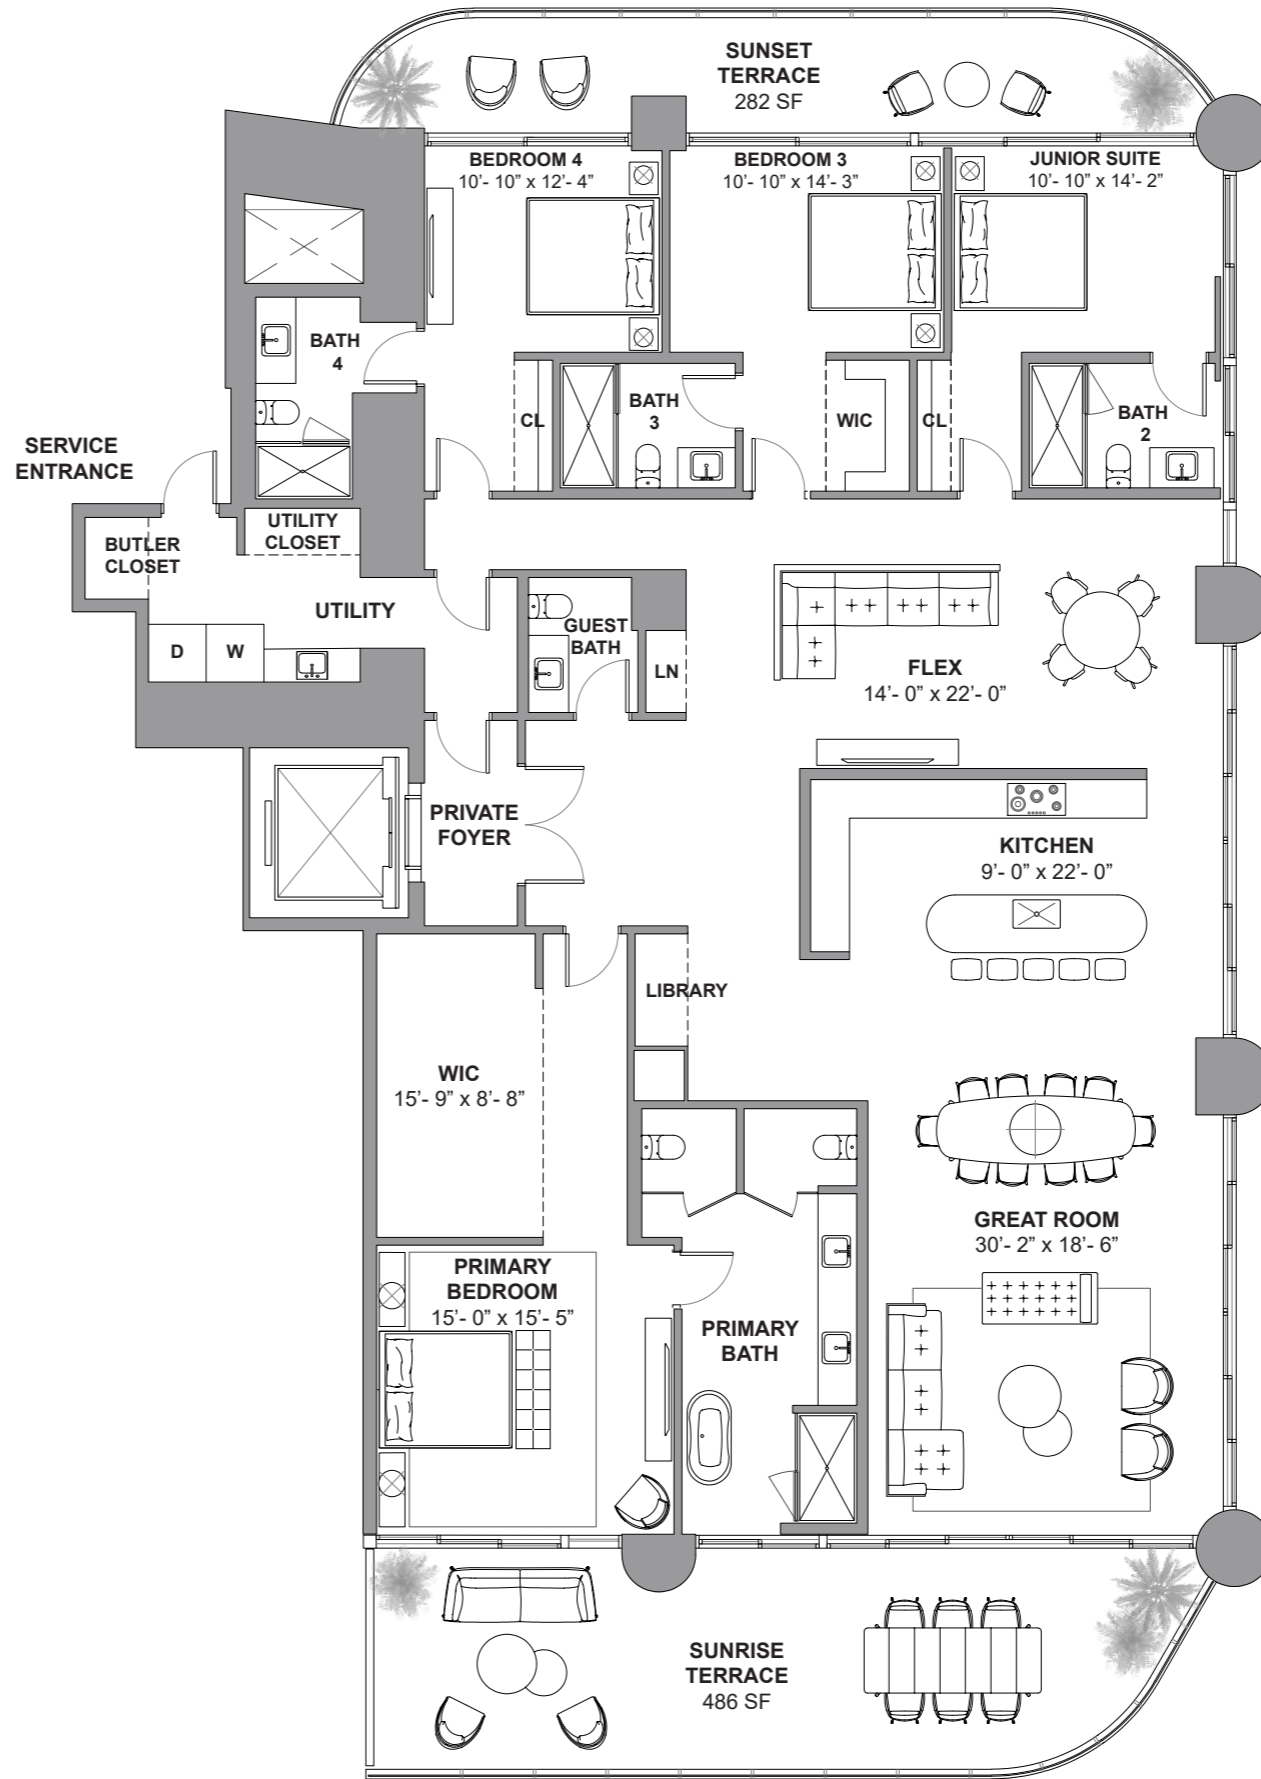 SUNSET
TERRACE
282 SF
BEDROOM 4
10'- 10” x 12'- 4”
BEDROOM 3
10'- 10” x 14'- 3”
JUNIOR SUITE
10'- 10” x 14'- 2”
BATH
4
CL
BATH
3
WIC
CL
BATH
2
SERVICE
ENTRANCE
BUTLER
CLOSET
UTILITY
CLOSET
UTILITY
D
W
GUEST
BATH
LN
FLEX
14'- 0” x 22'- 0”
PRIVATE
FOYER
KITCHEN
9'- 0” x 22'- 0”
LIBRARY
WIC
15'- 9” x 8'- 8”
GREAT ROOM
30'- 2” x 18'- 6”
PRIMARY
BEDROOM
15'- 0” x 15'- 5”
PRIMARY
BATH
SUNRISE
TERRACE
486 SF